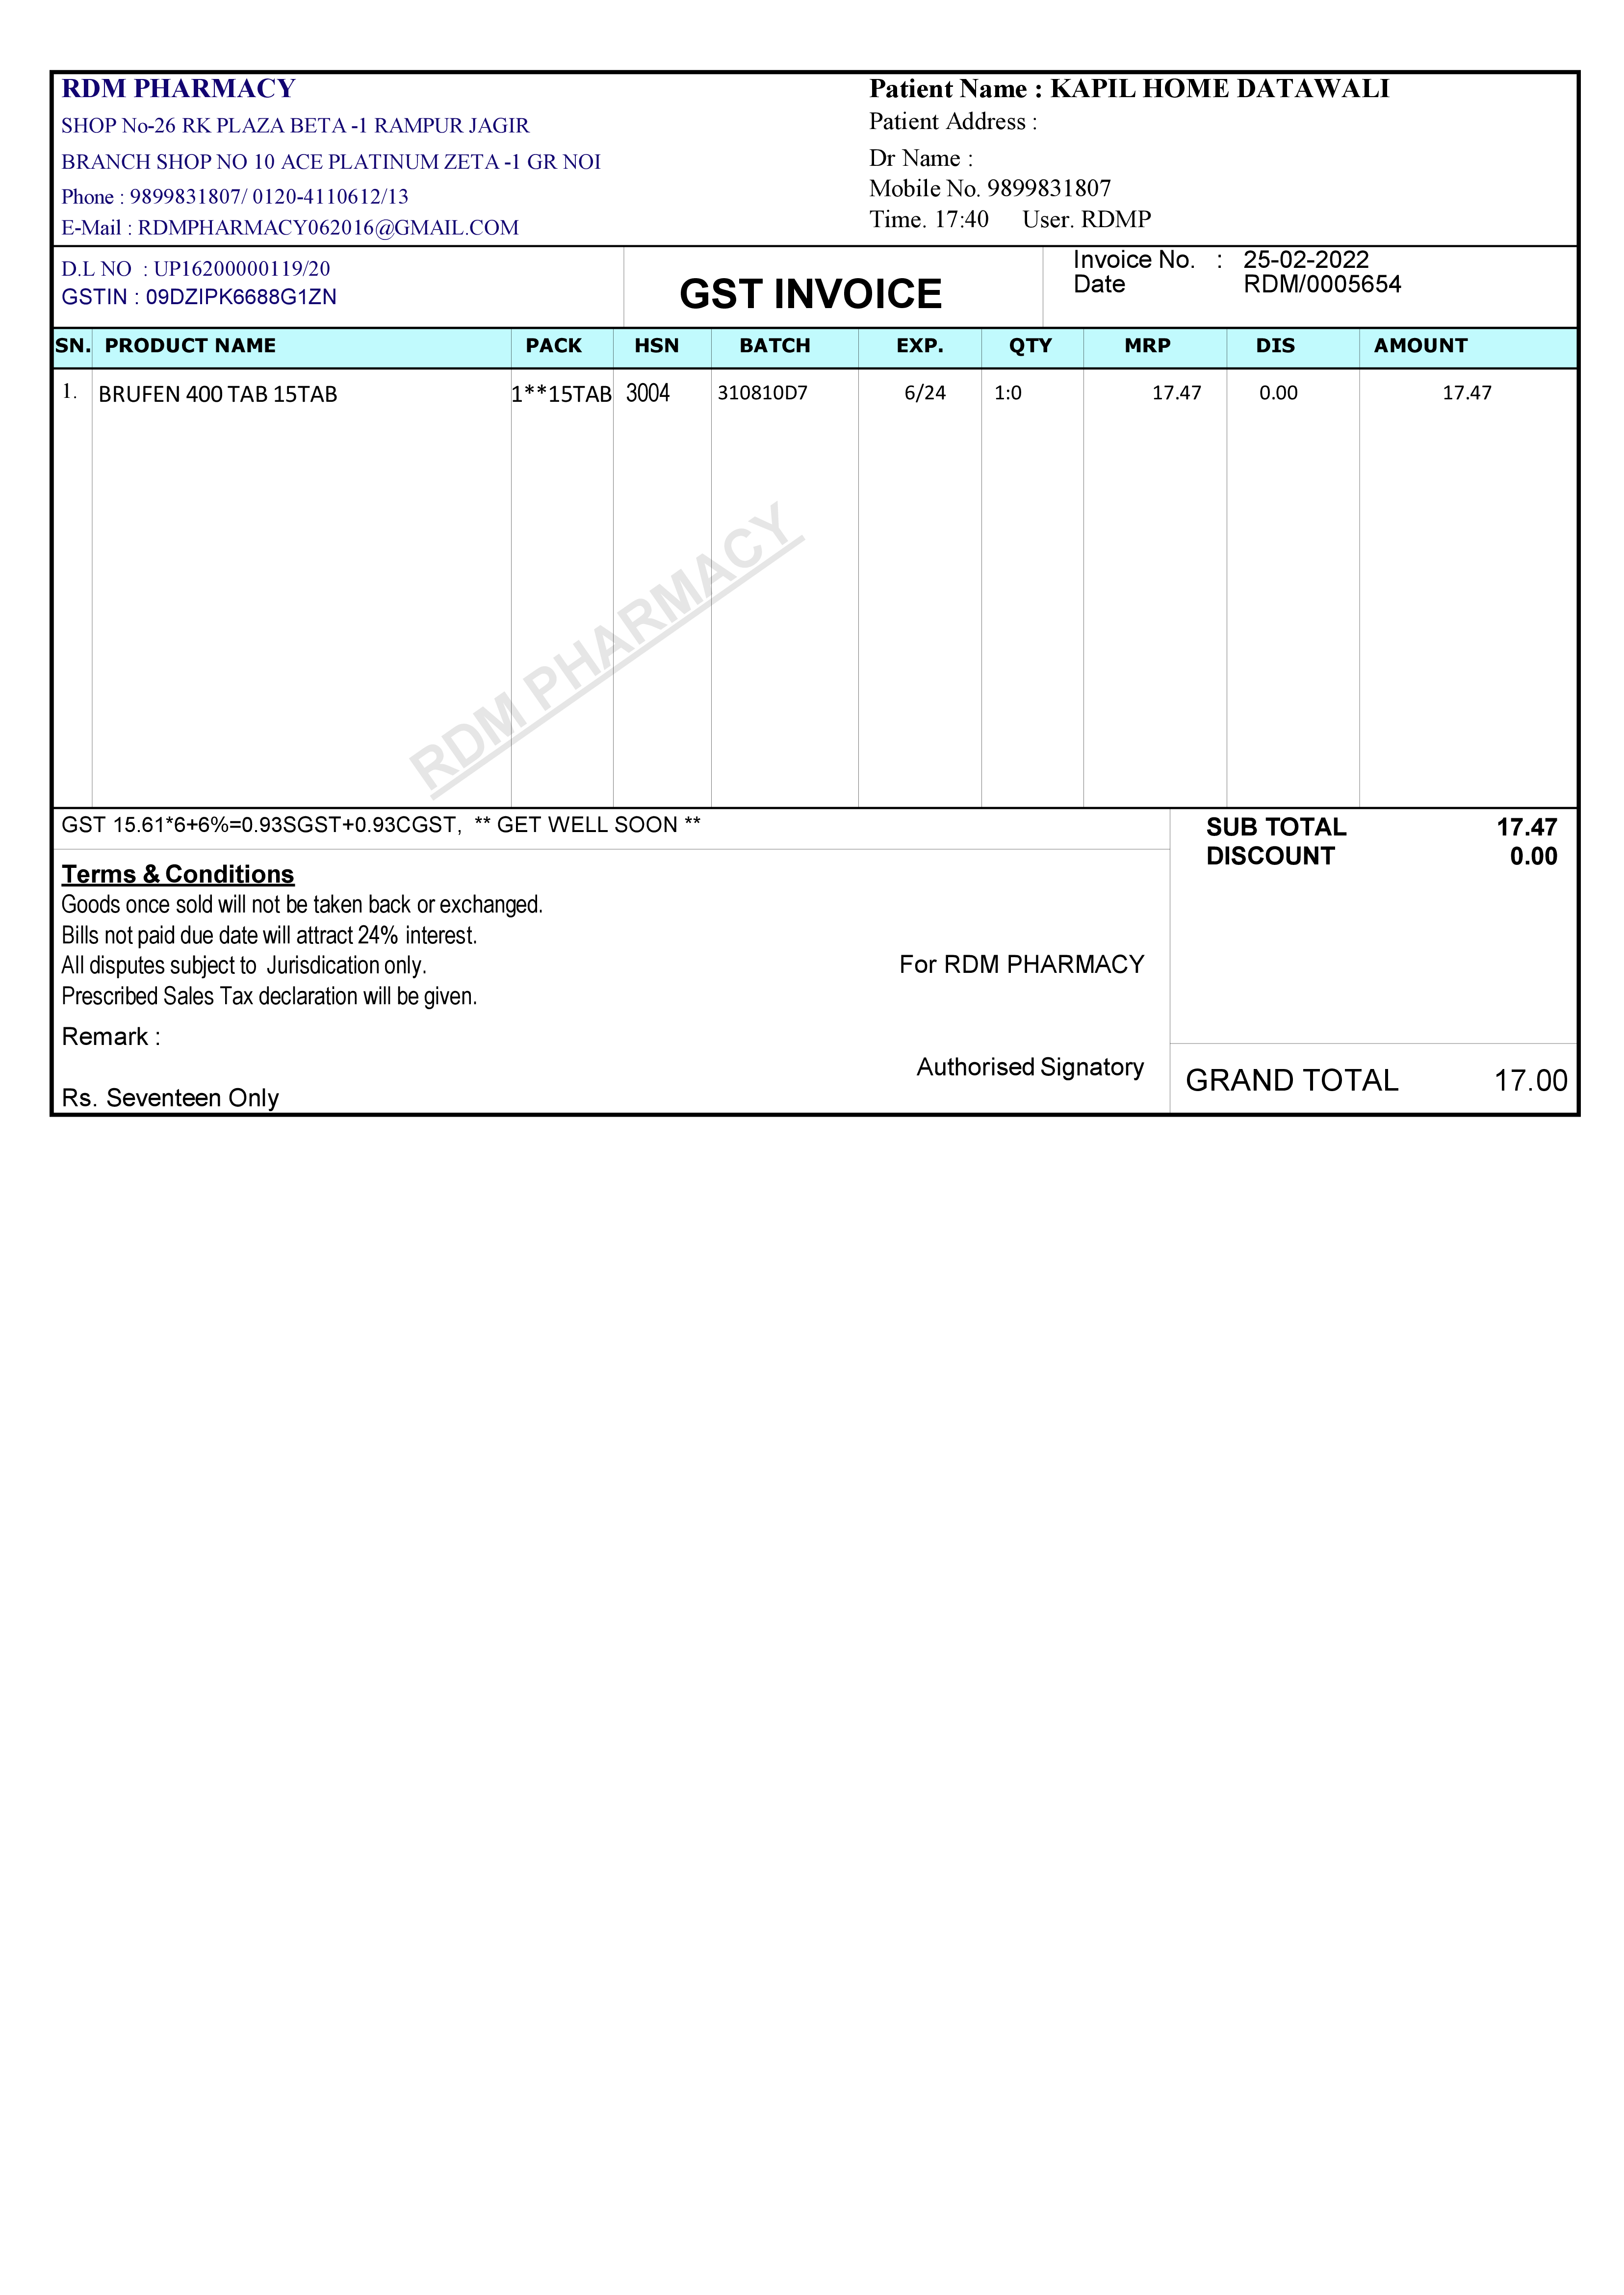 RDM PHARMACY
SHOP No-26 RK PLAZA BETA -1 RAMPUR JAGIR
BRANCH SHOP NO 10 ACE PLATINUM ZETA -1 GR NOI
Phone : 9899831807/ 0120-4110612/13
E-Mail : RDMPHARMACY062016@GMAIL.COM
Patient Name : KAPIL HOME DATAWALI
Patient Address :
Dr Name :
Mobile No. 9899831807
Time. 17:40 User. RDMP
D.L NO : UP16200000119/20
GSTIN : 09DZIPK6688G1ZN
GST INVOICE
Invoice No. : 25-02-2022
Date RDM/0005654
SN. PRODUCT NAME PACK HSN BATCH EXP. QTY MRP DIS AMOUNT
1. BRUFEN 400 TAB 15TAB 1**15TAB 3004 310810D7 6/24 1:0 17.47 0.00 17.47
RDM PHARMACY
GST 15.61*6+6%=0.93SGST+0.93CGST, ** GET WELL SOON **
SUB TOTAL 17.47
DISCOUNT 0.00
Terms & Conditions
Goods once sold will not be taken back or exchanged.
Bills not paid due date will attract 24% interest.
All disputes subject to Jurisdication only.
Prescribed Sales Tax declaration will be given.
For RDM PHARMACY
Remark :
Authorised Signatory
Rs. Seventeen Only
GRAND TOTAL 17.00